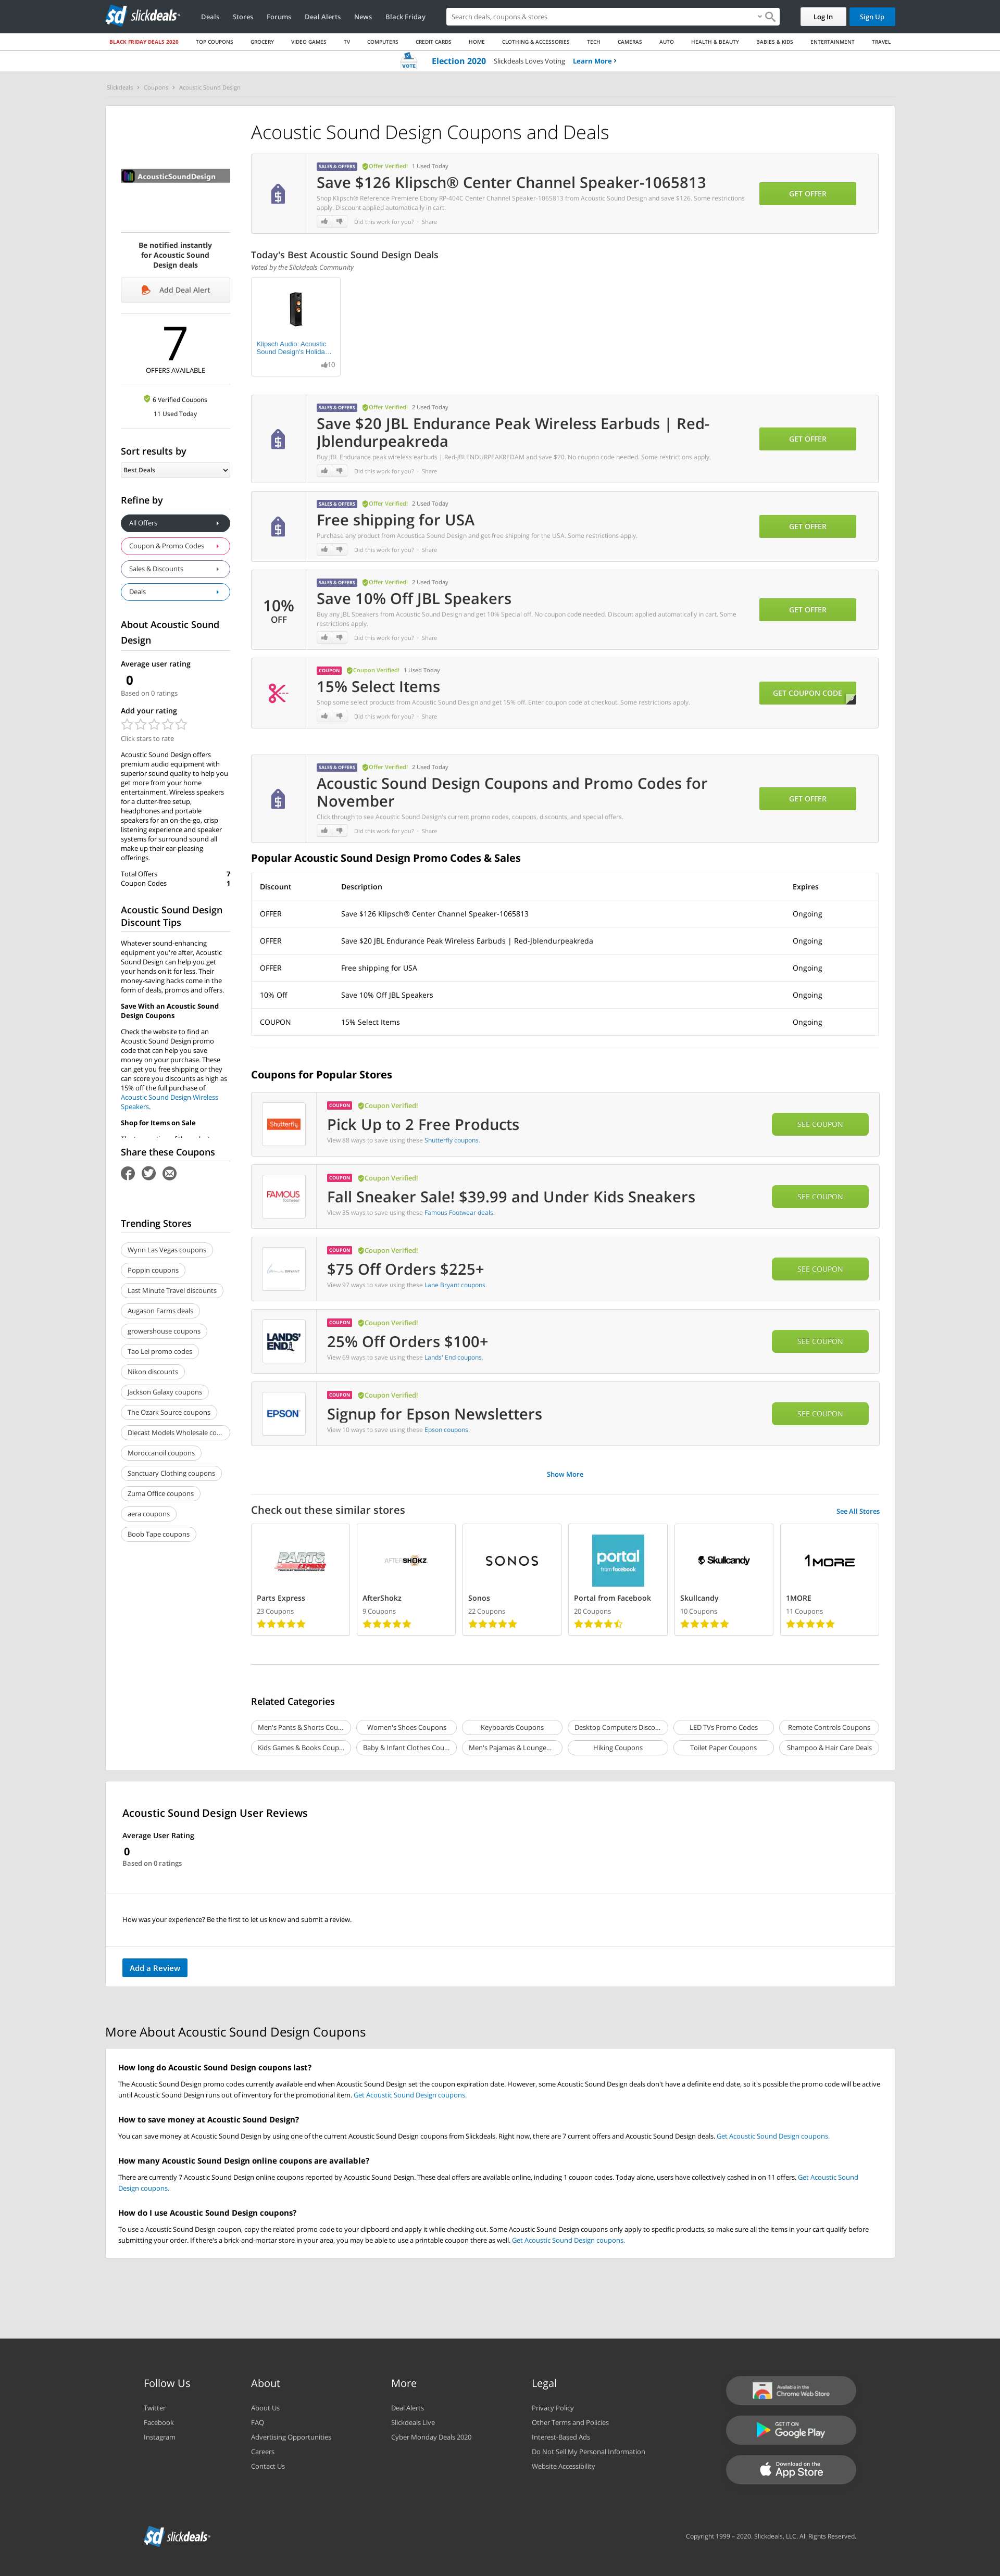 sd slickdeals
Deals Stores Forums Deal Alerts News Black Friday
Search deals, coupons & stores
Log In Sign Up
BLACK FRIDAY DEALS 2020 TOP COUPONS GROCERY VIDEO GAMES TV COMPUTERS CREDIT CARDS HOME CLOTHING & ACCESSORIES TECH CAMERAS AUTO HEALTH & BEAUTY BABIES & KIDS ENTERTAINMENT TRAVEL
VOTE Election 2020 Slickdeals Loves Voting Learn More
Slickdeals Coupons Acoustic Sound Design
AcousticSoundDesign
Be notified instantly
for Acoustic Sound
Design deals
Add Deal Alert
7
OFFERS AVAILABLE
6 Verified Coupons
11 Used Today
Sort results by
Best Deals
Refine by
All Offers
Coupon & Promo Codes
Sales & Discounts
Deals
About Acoustic Sound
Design
Average user rating
0
Based on 0 ratings
Add your rating
Click stars to rate
Acoustic Sound Design offers
premium audio equipment with
superior sound quality to help you
get more from your home
entertainment. Wireless speakers
for a clutter-free setup,
headphones and portable
speakers for an on-the-go, crisp
listening experience and speaker
systems for surround sound all
make up their ear-pleasing
offerings.
Total Offers 7
Coupon Codes 1
Acoustic Sound Design
Discount Tips
Whatever sound-enhancing
equipment you're after, Acoustic
Sound Design can help you get
your hands on it for less. Their
money-saving hacks come in the
form of deals, promos and offers.
Save With an Acoustic Sound
Design Coupons
Check the website to find an
Acoustic Sound Design promo
code that can help you save
money on your purchase. These
can get you free shipping or they
can score you discounts as high as
15% off the full purchase of
Acoustic Sound Design Wireless
Speakers.
Shop for Items on Sale
Share these Coupons
Trending Stores
Wynn Las Vegas coupons
Poppin coupons
Last Minute Travel discounts
Augason Farms deals
growershouse coupons
Tao Lei promo codes
Nikon discounts
Jackson Galaxy coupons
The Ozark Source coupons
Diecast Models Wholesale co...
Moroccanoil coupons
Sanctuary Clothing coupons
Zuma Office coupons
aera coupons
Boob Tape coupons
Acoustic Sound Design Coupons and Deals
SALES & OFFERS Offer Verified! 1 Used Today
Save $126 Klipsch® Center Channel Speaker-1065813
Shop Klipsch® Reference Premiere Ebony RP-404C Center Channel Speaker-1065813 from Acoustic Sound Design and save $126. Some restrictions
apply. Discount applied automatically in cart.
Did this work for you? · Share
GET OFFER
Today's Best Acoustic Sound Design Deals
Voted by the Slickdeals Community
Klipsch Audio: Acoustic
Sound Design's Holida...
10
SALES & OFFERS Offer Verified! 2 Used Today
Save $20 JBL Endurance Peak Wireless Earbuds | Red-
Jblendurpeakreda
Buy JBL Endurance peak wireless earbuds | Red-JBLENDURPEAKREDAM and save $20. No coupon code needed. Some restrictions apply.
Did this work for you? · Share
GET OFFER
SALES & OFFERS Offer Verified! 2 Used Today
Free shipping for USA
Purchase any product from Acoustica Sound Design and get free shipping for the USA. Some restrictions apply.
Did this work for you? · Share
GET OFFER
10%
OFF
SALES & OFFERS Offer Verified! 2 Used Today
Save 10% Off JBL Speakers
Buy any JBL Speakers from Acoustic Sound Design and get 10% Special off. No coupon code needed. Discount applied automatically in cart. Some
restrictions apply.
Did this work for you? · Share
GET OFFER
COUPON Coupon Verified! 1 Used Today
15% Select Items
Shop some select products from Acoustic Sound Design and get 15% off. Enter coupon code at checkout. Some restrictions apply.
Did this work for you? · Share
GET COUPON CODE
SALES & OFFERS Offer Verified! 2 Used Today
Acoustic Sound Design Coupons and Promo Codes for
November
Click through to see Acoustic Sound Design's current promo codes, coupons, discounts, and special offers.
Did this work for you? · Share
GET OFFER
Popular Acoustic Sound Design Promo Codes & Sales
Discount Description Expires
OFFER Save $126 Klipsch® Center Channel Speaker-1065813 Ongoing
OFFER Save $20 JBL Endurance Peak Wireless Earbuds | Red-Jblendurpeakreda Ongoing
OFFER Free shipping for USA Ongoing
10% Off Save 10% Off JBL Speakers Ongoing
COUPON 15% Select Items Ongoing
Coupons for Popular Stores
Shutterfly
COUPON Coupon Verified!
Pick Up to 2 Free Products
View 88 ways to save using these Shutterfly coupons.
SEE COUPON
FAMOUS footwear
COUPON Coupon Verified!
Fall Sneaker Sale! $39.99 and Under Kids Sneakers
View 35 ways to save using these Famous Footwear deals.
SEE COUPON
COUPON Coupon Verified!
$75 Off Orders $225+
View 97 ways to save using these Lane Bryant coupons.
SEE COUPON
LANDS' END
COUPON Coupon Verified!
25% Off Orders $100+
View 69 ways to save using these Lands' End coupons.
SEE COUPON
EPSON
COUPON Coupon Verified!
Signup for Epson Newsletters
View 10 ways to save using these Epson coupons.
SEE COUPON
Show More
Check out these similar stores See All Stores
PARTS EXPRESS AFTERSHOKZ SONOS portal from facebook Skullcandy 1MORE
Parts Express AfterShokz Sonos Portal from Facebook Skullcandy 1MORE
23 Coupons 9 Coupons 22 Coupons 20 Coupons 10 Coupons 11 Coupons
Related Categories
Men's Pants & Shorts Cou... Women's Shoes Coupons Keyboards Coupons Desktop Computers Disco... LED TVs Promo Codes Remote Controls Coupons
Kids Games & Books Coup... Baby & Infant Clothes Cou... Men's Pajamas & Lounge... Hiking Coupons Toilet Paper Coupons Shampoo & Hair Care Deals
Acoustic Sound Design User Reviews
Average User Rating
0
Based on 0 ratings
How was your experience? Be the first to let us know and submit a review.
Add a Review
More About Acoustic Sound Design Coupons
How long do Acoustic Sound Design coupons last?
The Acoustic Sound Design promo codes currently available end when Acoustic Sound Design set the coupon expiration date. However, some Acoustic Sound Design deals don't have a definite end date, so it's possible the promo code will be active
until Acoustic Sound Design runs out of inventory for the promotional item. Get Acoustic Sound Design coupons.
How to save money at Acoustic Sound Design?
You can save money at Acoustic Sound Design by using one of the current Acoustic Sound Design coupons from Slickdeals. Right now, there are 7 current offers and Acoustic Sound Design deals. Get Acoustic Sound Design coupons.
How many Acoustic Sound Design online coupons are available?
There are currently 7 Acoustic Sound Design online coupons reported by Acoustic Sound Design. These deal offers are available online, including 1 coupon codes. Today alone, users have collectively cashed in on 11 offers. Get Acoustic Sound
Design coupons.
How do I use Acoustic Sound Design coupons?
To use a Acoustic Sound Design coupon, copy the related promo code to your clipboard and apply it while checking out. Some Acoustic Sound Design coupons only apply to specific products, so make sure all the items in your cart qualify before
submitting your order. If there's a brick-and-mortar store in your area, you may be able to use a printable coupon there as well. Get Acoustic Sound Design coupons.
Follow Us
Twitter
Facebook
Instagram
About
About Us
FAQ
Advertising Opportunities
Careers
Contact Us
More
Deal Alerts
Slickdeals Live
Cyber Monday Deals 2020
Legal
Privacy Policy
Other Terms and Policies
Interest-Based Ads
Do Not Sell My Personal Information
Website Accessibility
Available in the
Chrome Web Store
GET IT ON
Google Play
Download on the
App Store
sd slickdeals
Copyright 1999 – 2020. Slickdeals, LLC. All Rights Reserved.